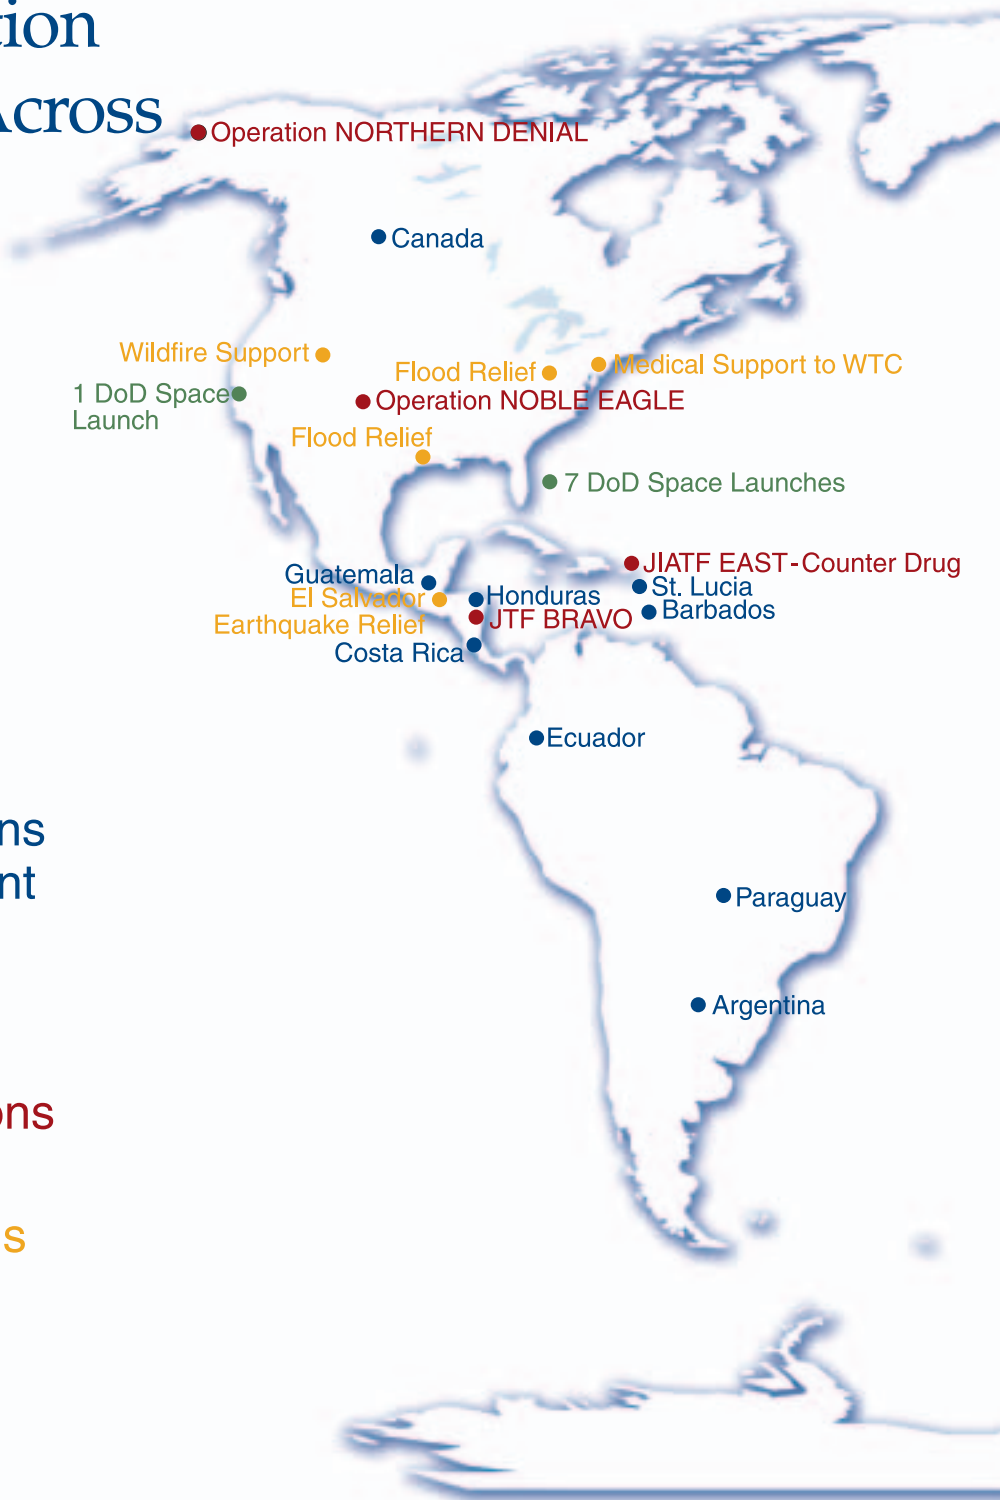 tion
Across
Operation NORTHERN DENIAL
Canada
Wildfire Support
Flood Relief
Medical Support to WTC
1 DoD Space
Launch
Operation NOBLE EAGLE
Flood Relief
7 DoD Space Launches
JIATF EAST-Counter Drug
Guatemala
St. Lucia
El Salvador
Earthquake Relief
Honduras
Barbados
JTF BRAVO
Costa Rica
Ecuador
ns
nt
Paraguay
Argentina
ons
s